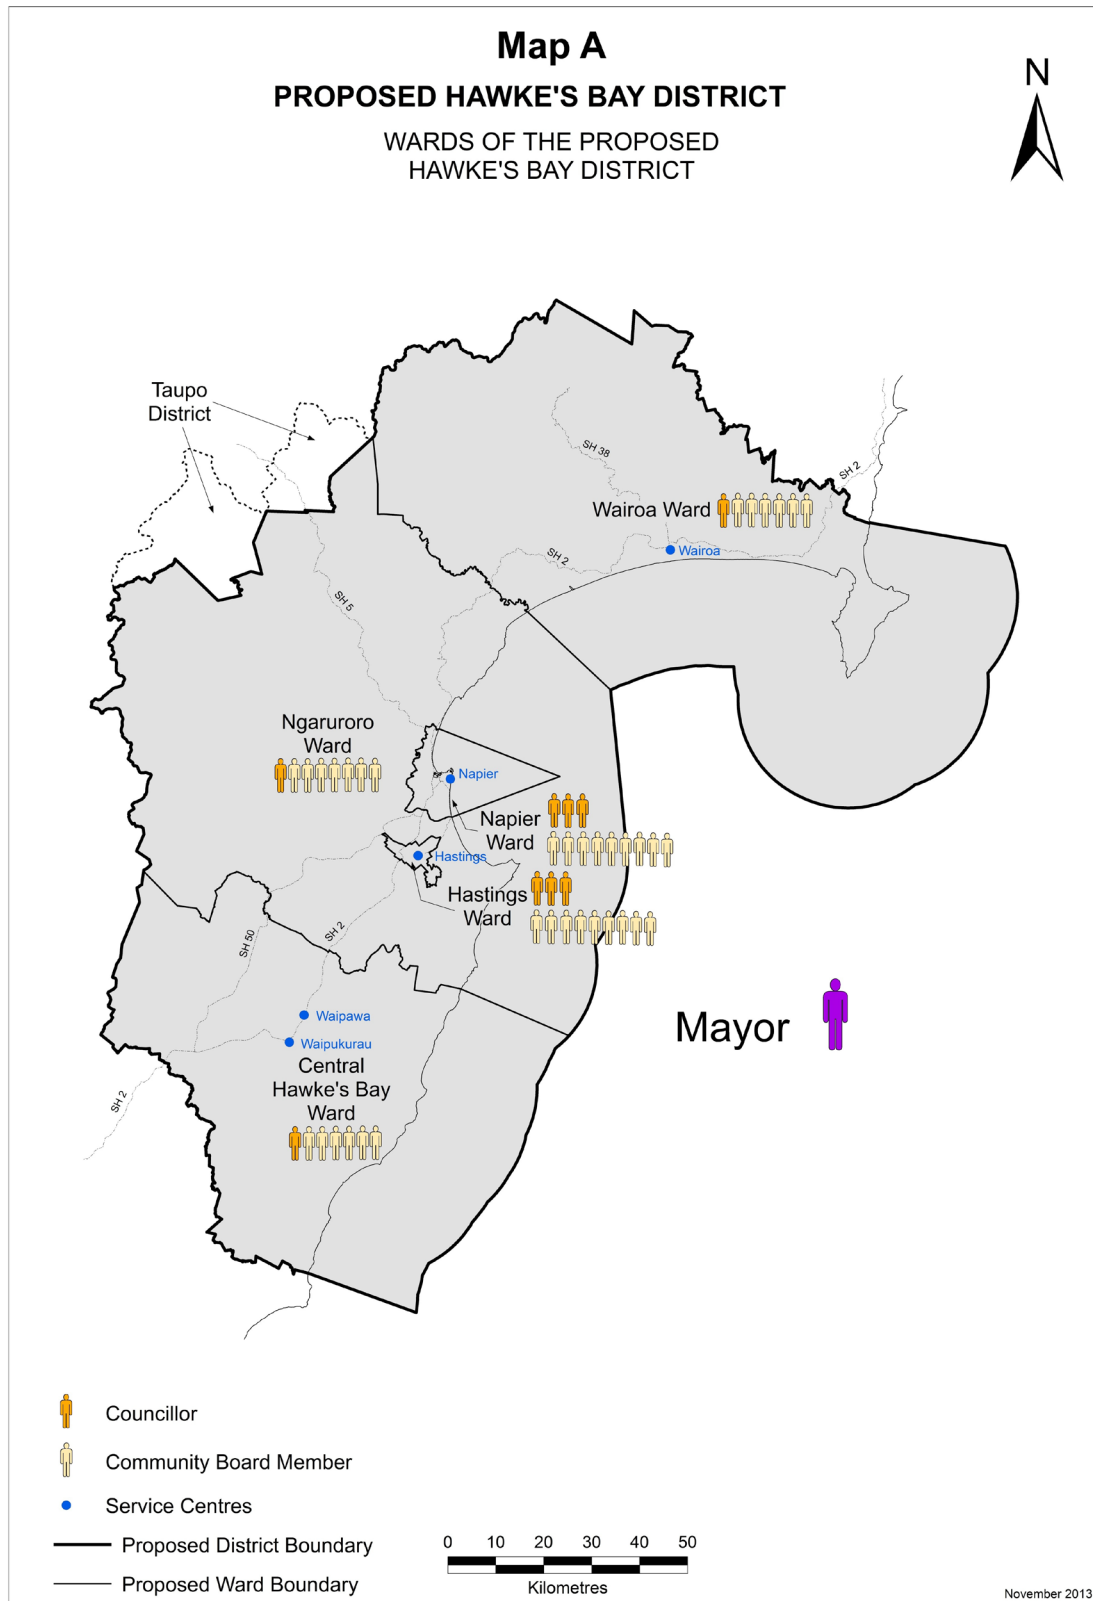 Map A
PROPOSED HAWKE'S BAY DISTRICT
WARDS OF THE PROPOSED
HAWKE'S BAY DISTRICT
N
Taupo
District
SH 38
SH 2
Wairoa Ward
Wairoa
SH 2
SH 5
Ngaruroro
Ward
Napier
Napier
Ward
Hastings
Hastings
Ward
SH 50
SH 2
Waipawa
Waipukurau
Mayor
Central
Hawke's Bay
Ward
SH 2
Councillor
Community Board Member
Service Centres
Proposed District Boundary
Proposed Ward Boundary
0 10 20 30 40 50
Kilometres
November 2013